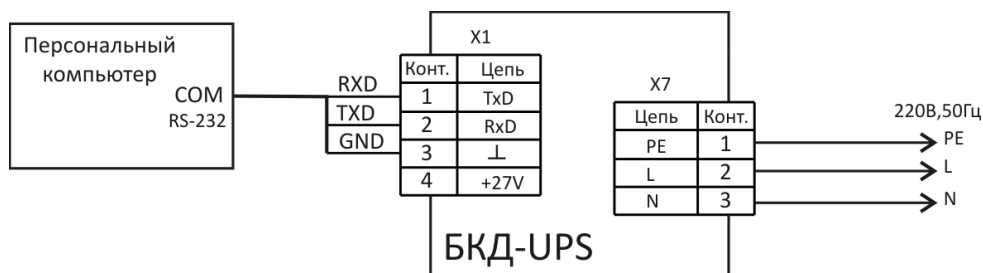 Персональный
компьютер
COM
RS-232
RXD
TXD
GND
X1
Конт. Цепь
1 TxD
2 RxD
3 ⊥
4 +27V
X7
Цепь Конт.
PE 1
L 2
N 3
220В,50Гц
PE
L
N
БКД-UPS